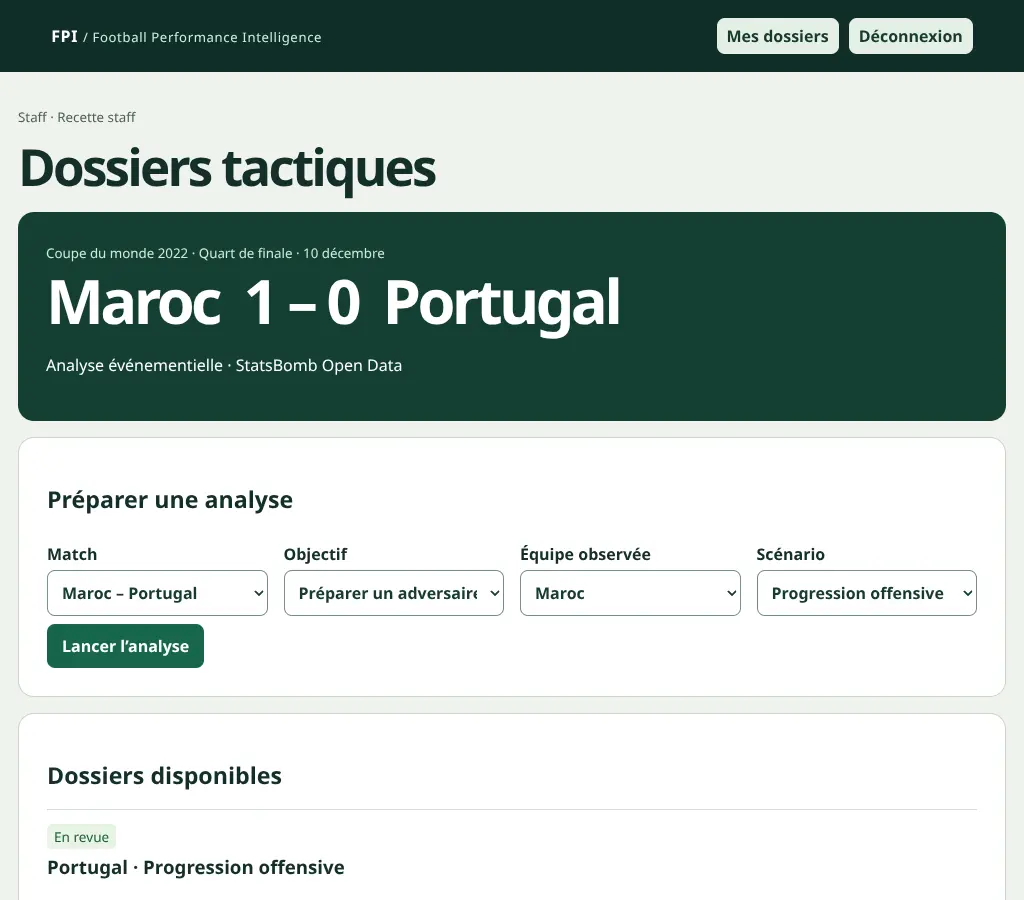 FPI / Football Performance Intelligence
Mes dossiers
Déconnexion
Staff · Recette staff
Dossiers tactiques
Coupe du monde 2022 · Quart de finale · 10 décembre
Maroc 1 – 0 Portugal
Analyse événementielle · StatsBomb Open Data
Préparer une analyse
Match
Objectif
Équipe observée
Scénario
Maroc – Portugal
Préparer un adversaire
Maroc
Progression offensive
Lancer l’analyse
Dossiers disponibles
En revue
Portugal · Progression offensive